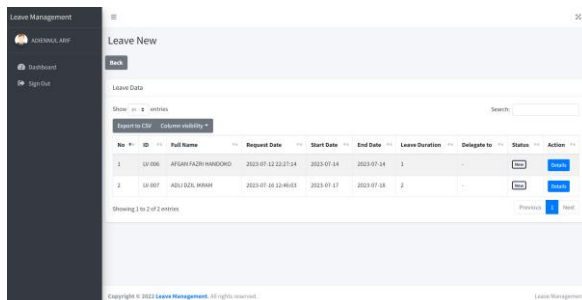 Leave Management
ADIENNUL ARIF
Dashboard
Sign Out
Leave New
Back
Leave Data
Show entries
Search:
Export to CSV Column visibility
No ID Full Name Request Date Start Date End Date Leave Duration Delegate to Status Action
1 LV-006 AFGAN FAZRI HANDOKO 2023-07-12 22:27:14 2023-07-14 2023-07-14 1 - New Details
2 LV-007 ADLI DZIL IKRAM 2023-07-10 12:46:03 2023-07-17 2023-07-18 2 - New Details
Showing 1 to 2 of 2 entries
Previous 1 Next
Copyright © 2023 Leave Management. All rights reserved.
Leave Management